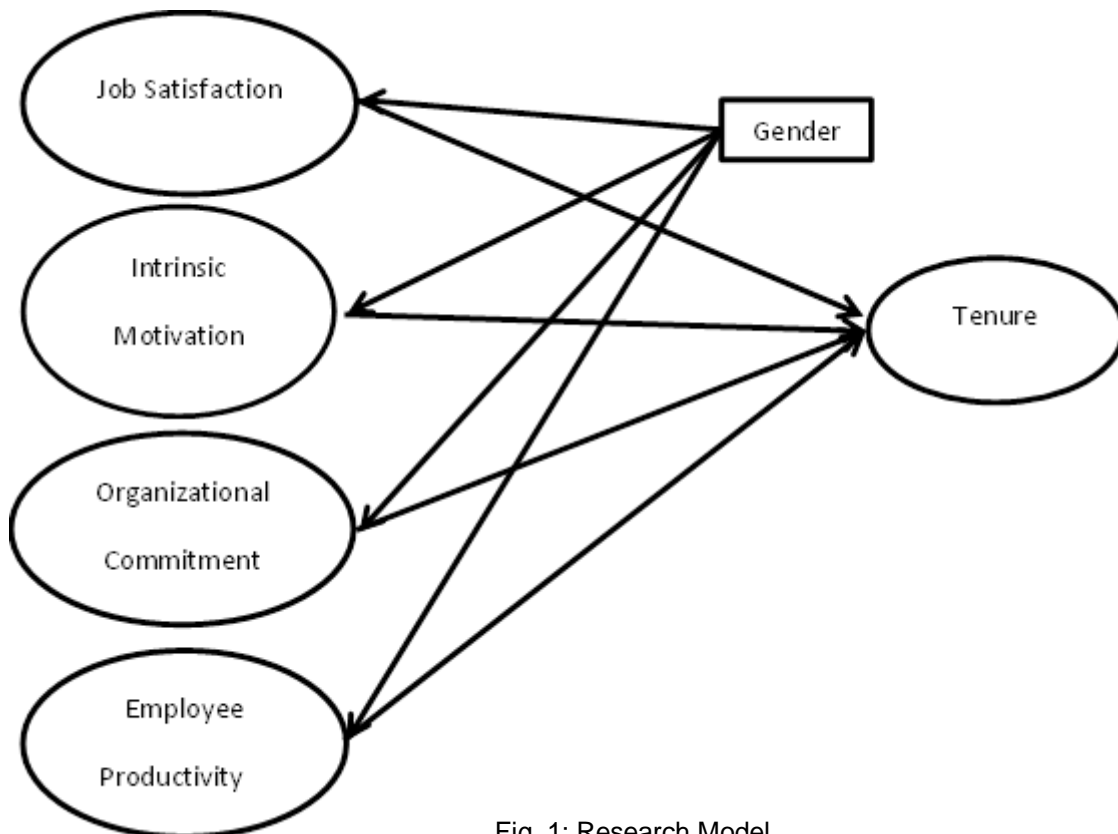 Job Satisfaction
Gender
Intrinsic
Motivation
Tenure
Organizational
Commitment
Employee
Productivity
Fig. 1: Research Model